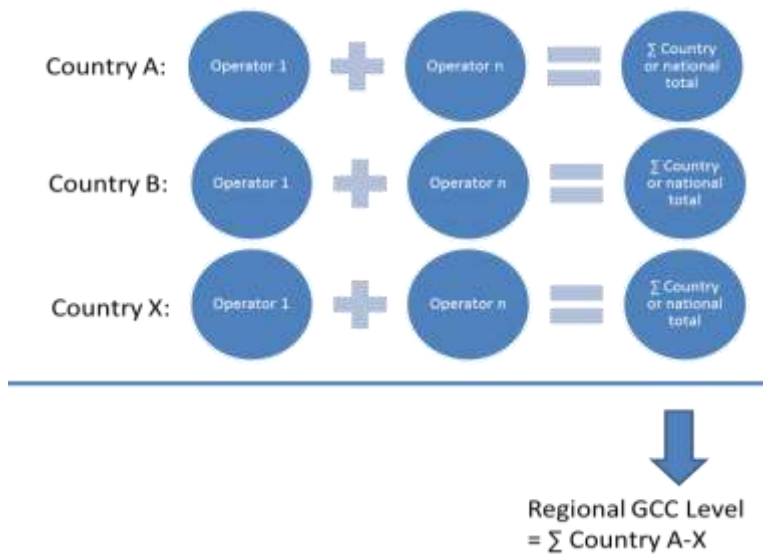 Country A:
Operator 1
Operator n
∑ Country
or national
total
Country B:
Operator 1
Operator n
∑ Country
or national
total
Country X:
Operator 1
Operator n
∑ Country
or national
total
Regional GCC Level
= ∑ Country A-X